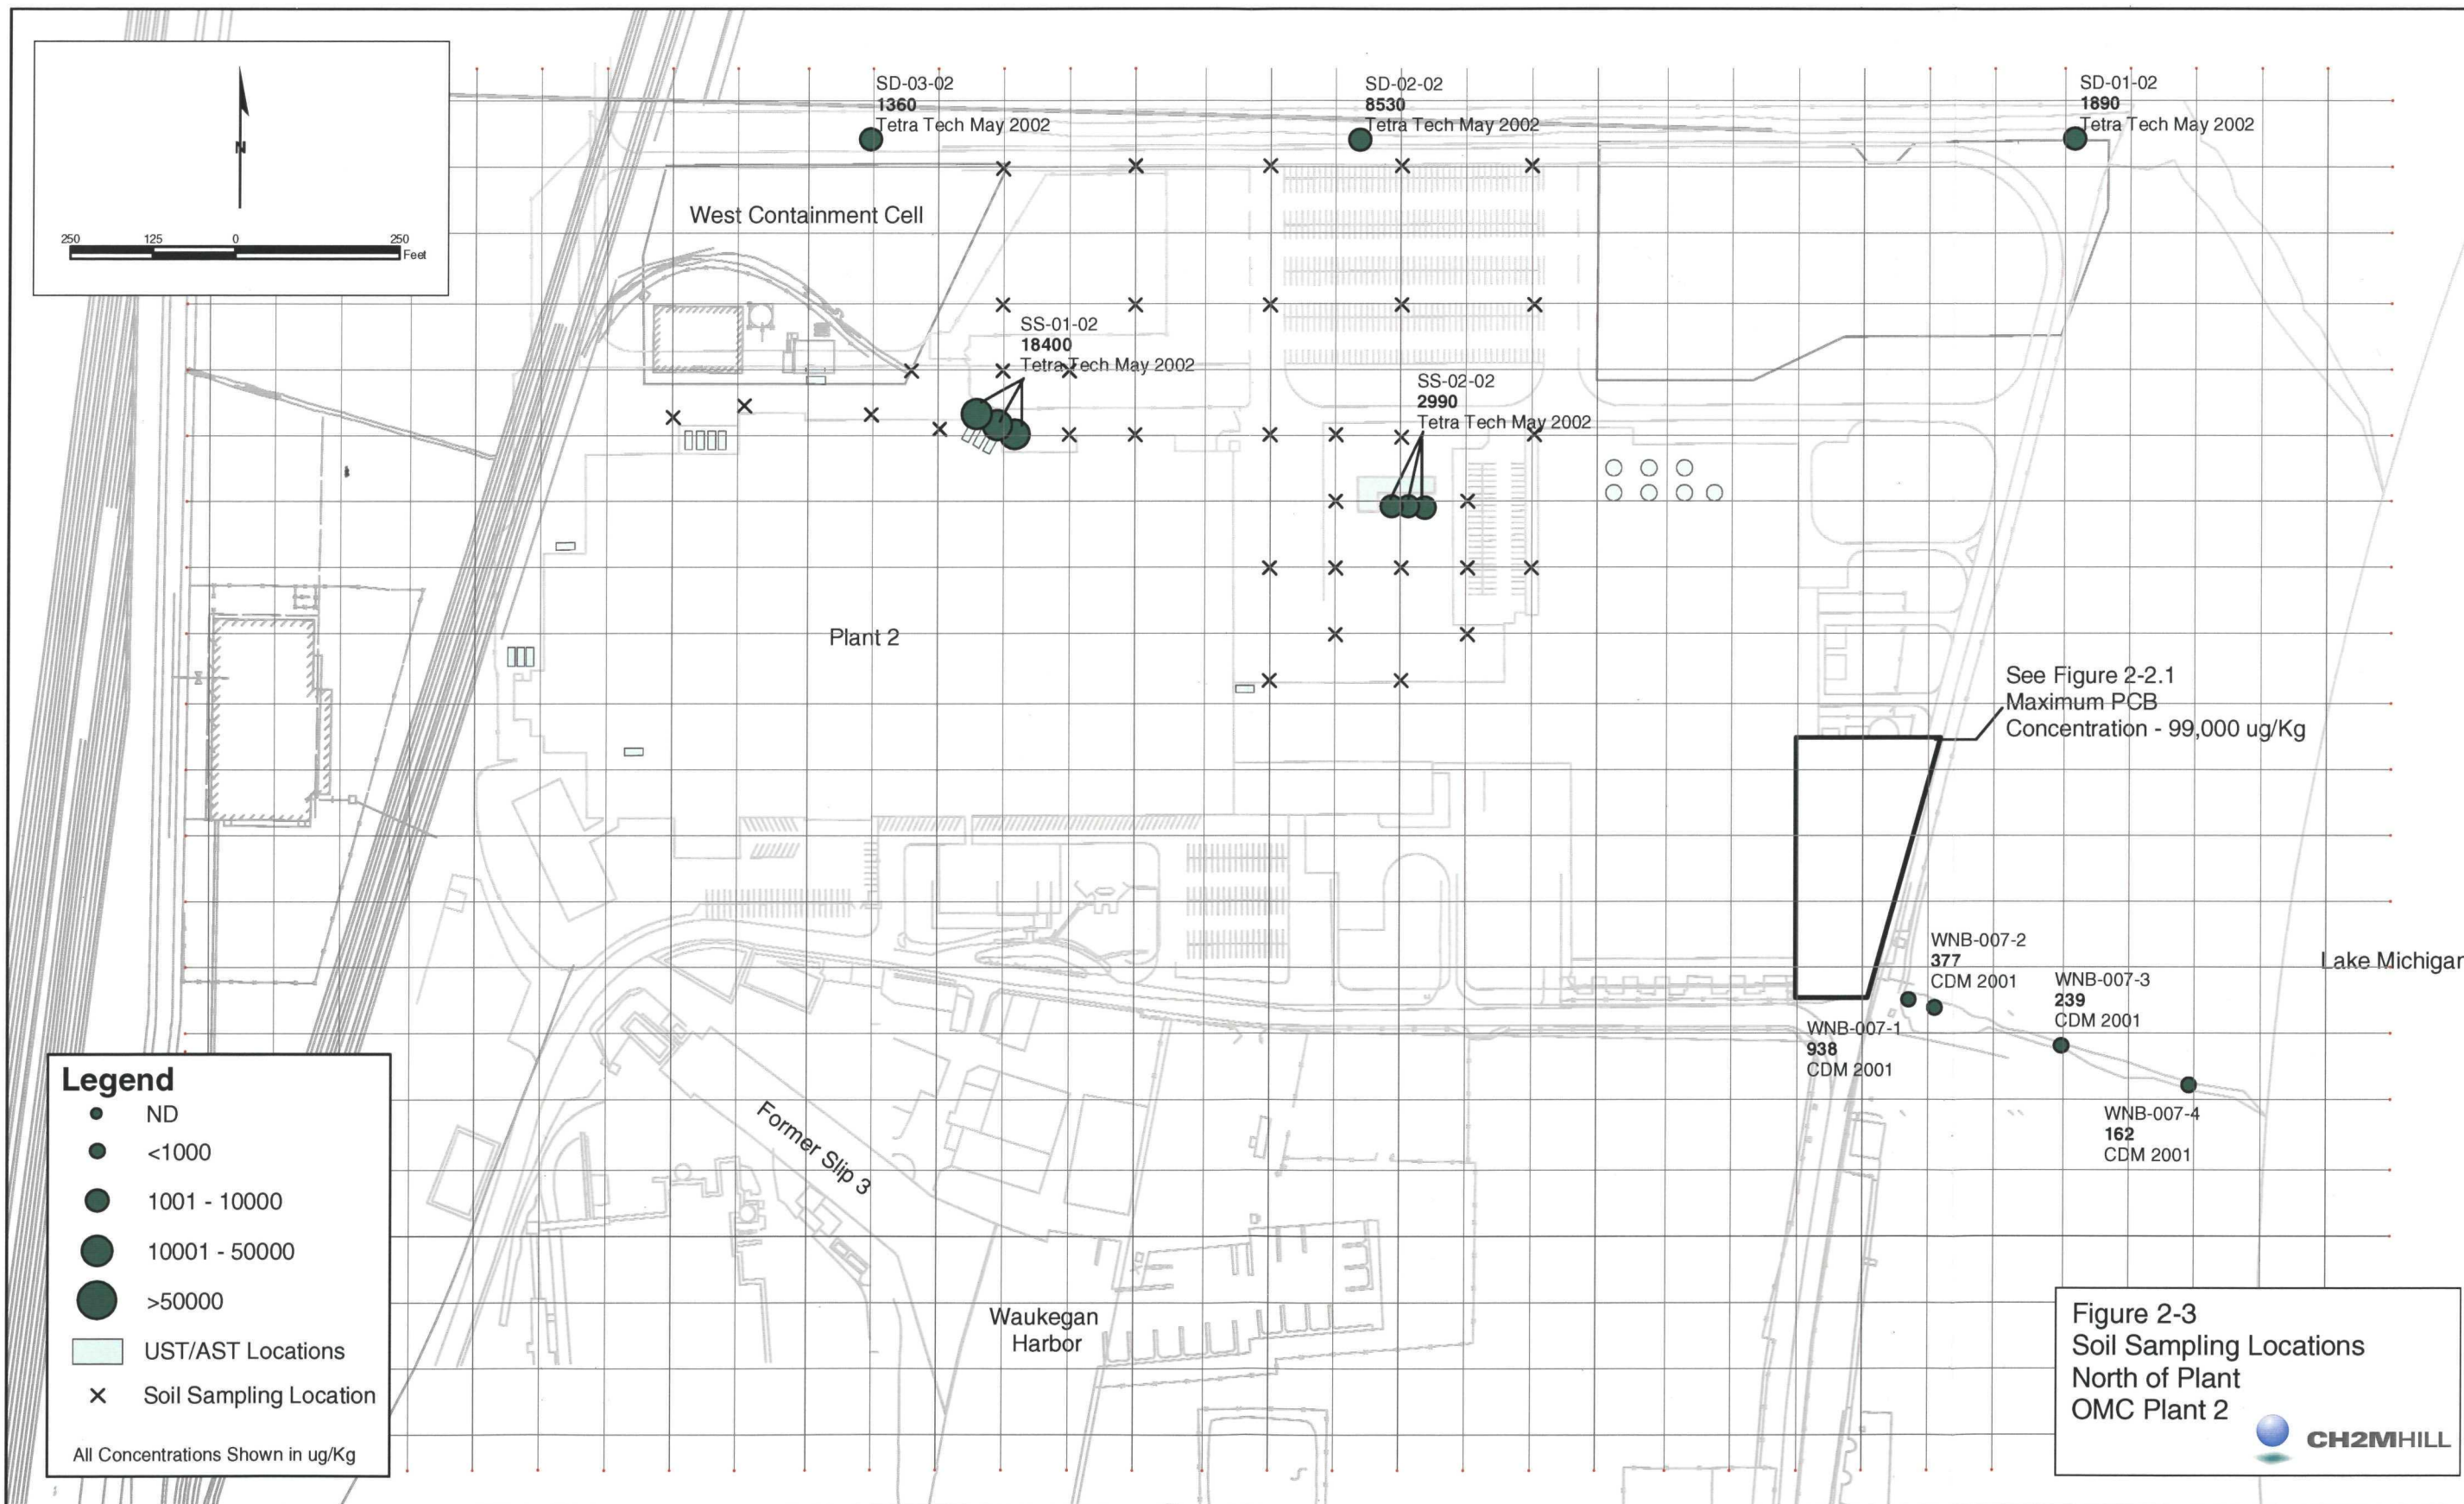 N
250 125 0 250
Feet
SD-03-02
1360
Tetra Tech May 2002
SD-02-02
8530
Tetra Tech May 2002
SD-01-02
1890
Tetra Tech May 2002
West Containment Cell
SS-01-02
18400
Tetra Tech May 2002
SS-02-02
2990
Tetra Tech May 2002
Plant 2
See Figure 2-2.1
Maximum PCB
Concentration - 99,000 ug/Kg
WNB-007-2
377
CDM 2001
Lake Michigan
WNB-007-3
239
CDM 2001
WNB-007-1
938
CDM 2001
WNB-007-4
162
CDM 2001
Former Slip 3
Waukegan
Harbor
Legend
ND
<1000
1001 - 10000
10001 - 50000
>50000
UST/AST Locations
Soil Sampling Location
All Concentrations Shown in ug/Kg
Figure 2-3
Soil Sampling Locations
North of Plant
OMC Plant 2
CH2MHILL